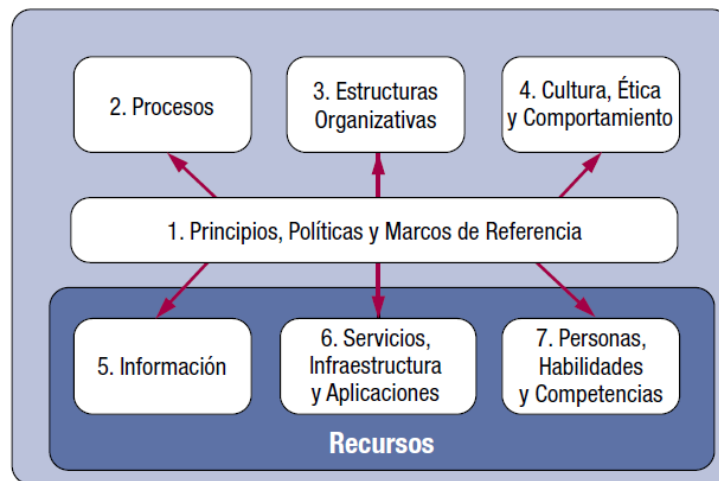 2. Procesos
3. Estructuras
Organizativas
4. Cultura, Ética
y Comportamiento
1. Principios, Políticas y Marcos de Referencia
5. Información
6. Servicios,
Infraestructura
y Aplicaciones
7. Personas,
Habilidades
y Competencias
Recursos